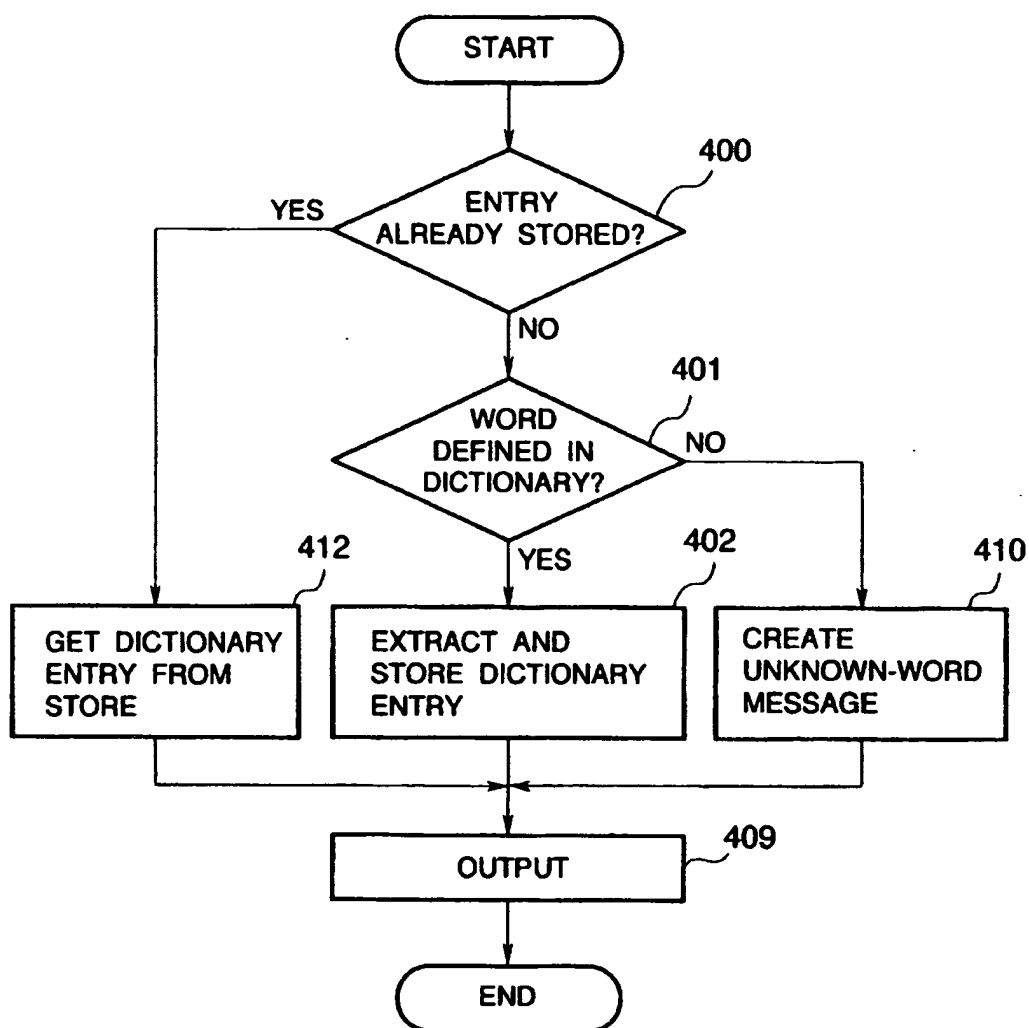 START
400
ENTRY
ALREADY STORED?
YES
NO
401
WORD
DEFINED IN
DICTIONARY?
NO
YES
412
GET DICTIONARY
ENTRY FROM
STORE
402
EXTRACT AND
STORE DICTIONARY
ENTRY
410
CREATE
UNKNOWN-WORD
MESSAGE
409
OUTPUT
END